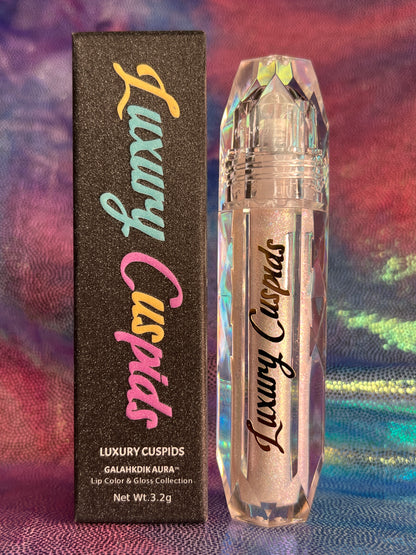 Luxury Cuspids
LUXURY CUSPIDS
GALAHKDIK AURA™
Lip Color & Gloss Collection
Net Wt.3.2g
Luxury Cuspids